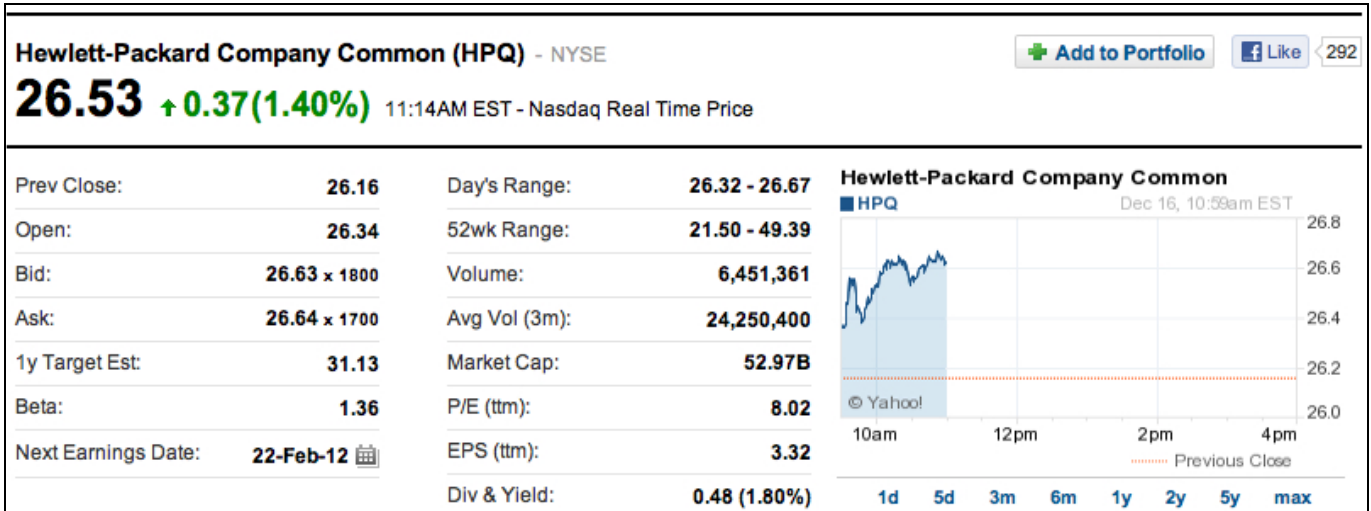 Hewlett-Packard Company Common (HPQ) - NYSE
Add to Portfolio
Like 292
26.53 0.37(1.40%) 11:14AM EST - Nasdaq Real Time Price
Prev Close: 26.16
Open: 26.34
Bid: 26.63 x 1800
Ask: 26.64 x 1700
1y Target Est: 31.13
Beta: 1.36
Next Earnings Date: 22-Feb-12
Day's Range: 26.32 - 26.67
52wk Range: 21.50 - 49.39
Volume: 6,451,361
Avg Vol (3m): 24,250,400
Market Cap: 52.97B
P/E (ttm): 8.02
EPS (ttm): 3.32
Div & Yield: 0.48 (1.80%)
Hewlett-Packard Company Common
HPQ Dec 16, 10:59am EST
26.8
26.6
26.4
26.2
26.0
© Yahoo!
10am 12pm 2pm 4pm
Previous Close
1d 5d 3m 6m 1y 2y 5y max